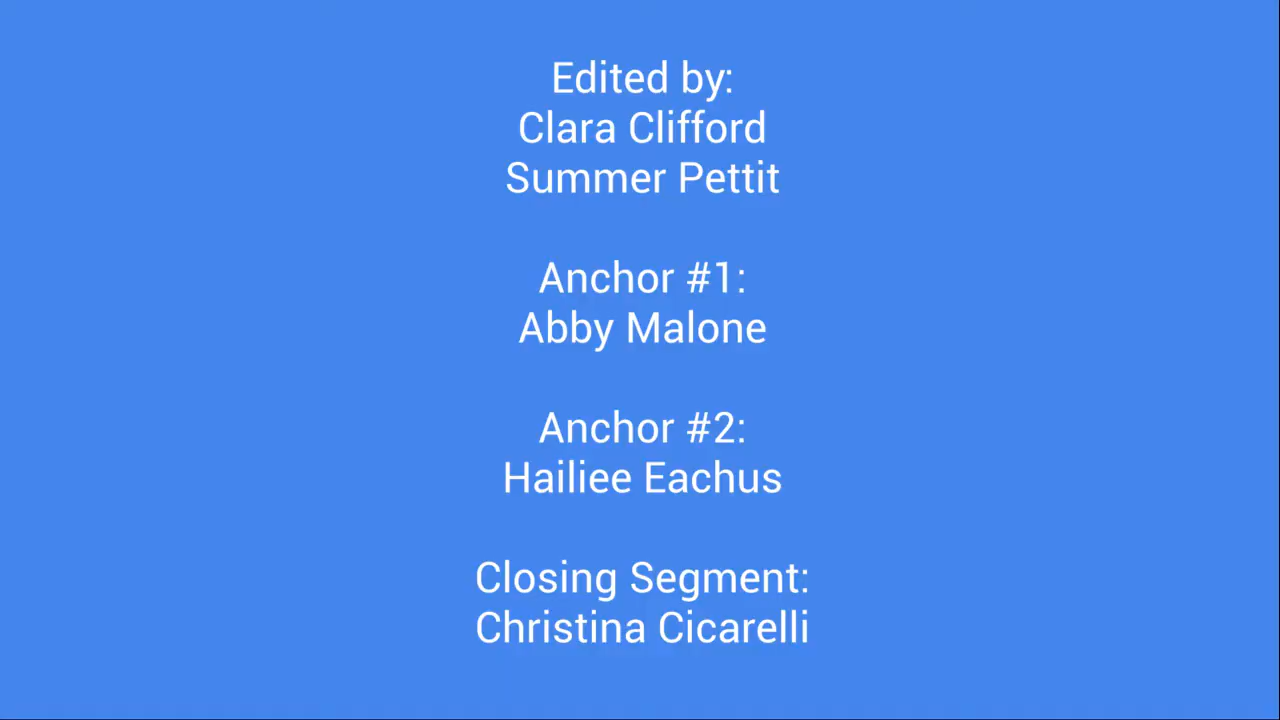 Edited by:
Clara Clifford
Summer Pettit
Anchor #1:
Abby Malone
Anchor #2:
Hailiee Eachus
Closing Segment:
Christina Cicarelli